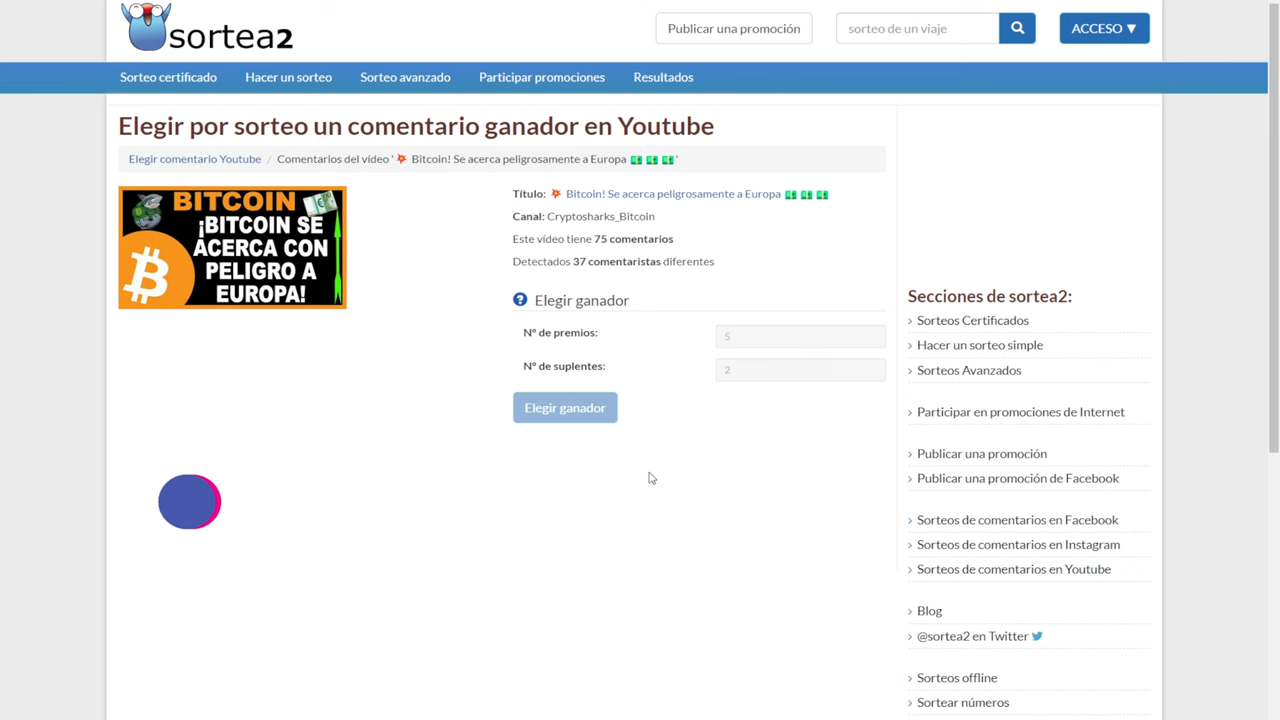 sortea2
Publicar una promoción
sorteo de un viaje
ACCESO ▼
Sorteo certificado
Hacer un sorteo
Sorteo avanzado
Participar promociones
Resultados
Elegir por sorteo un comentario ganador en Youtube
Elegir comentario Youtube / Comentarios del vídeo '💥 Bitcoin! Se acerca peligrosamente a Europa 💵 💵 💵'
BITCOIN
¡BITCOIN SE
ACERCA CON
PELIGRO A
EUROPA!
Título: 💥 Bitcoin! Se acerca peligrosamente a Europa 💵 💵 💵
Canal: Cryptosharks_Bitcoin
Este vídeo tiene 75 comentarios
Detectados 37 comentaristas diferentes
Elegir ganador
Nº de premios: 5
Nº de suplentes: 2
Elegir ganador
Secciones de sortea2:
Sorteos Certificados
Hacer un sorteo simple
Sorteos Avanzados
Participar en promociones de Internet
Publicar una promoción
Publicar una promoción de Facebook
Sorteos de comentarios en Facebook
Sorteos de comentarios en Instagram
Sorteos de comentarios en Youtube
Blog
@sortea2 en Twitter
Sorteos offline
Sortear números